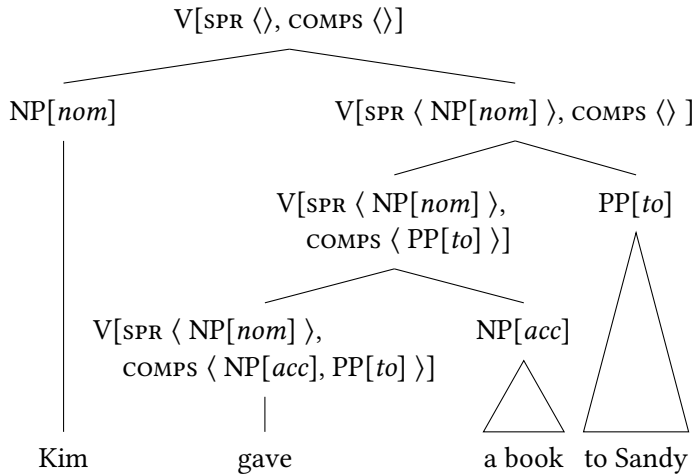 V[SPR ⟨⟩, COMPS ⟨⟩]
NP[nom] V[SPR ⟨ NP[nom] ⟩, COMPS ⟨⟩ ]
V[SPR ⟨ NP[nom] ⟩, PP[to]
COMPS ⟨ PP[to] ⟩]
V[SPR ⟨ NP[nom] ⟩, NP[acc]
COMPS ⟨ NP[acc], PP[to] ⟩]
Kim gave a book to Sandy